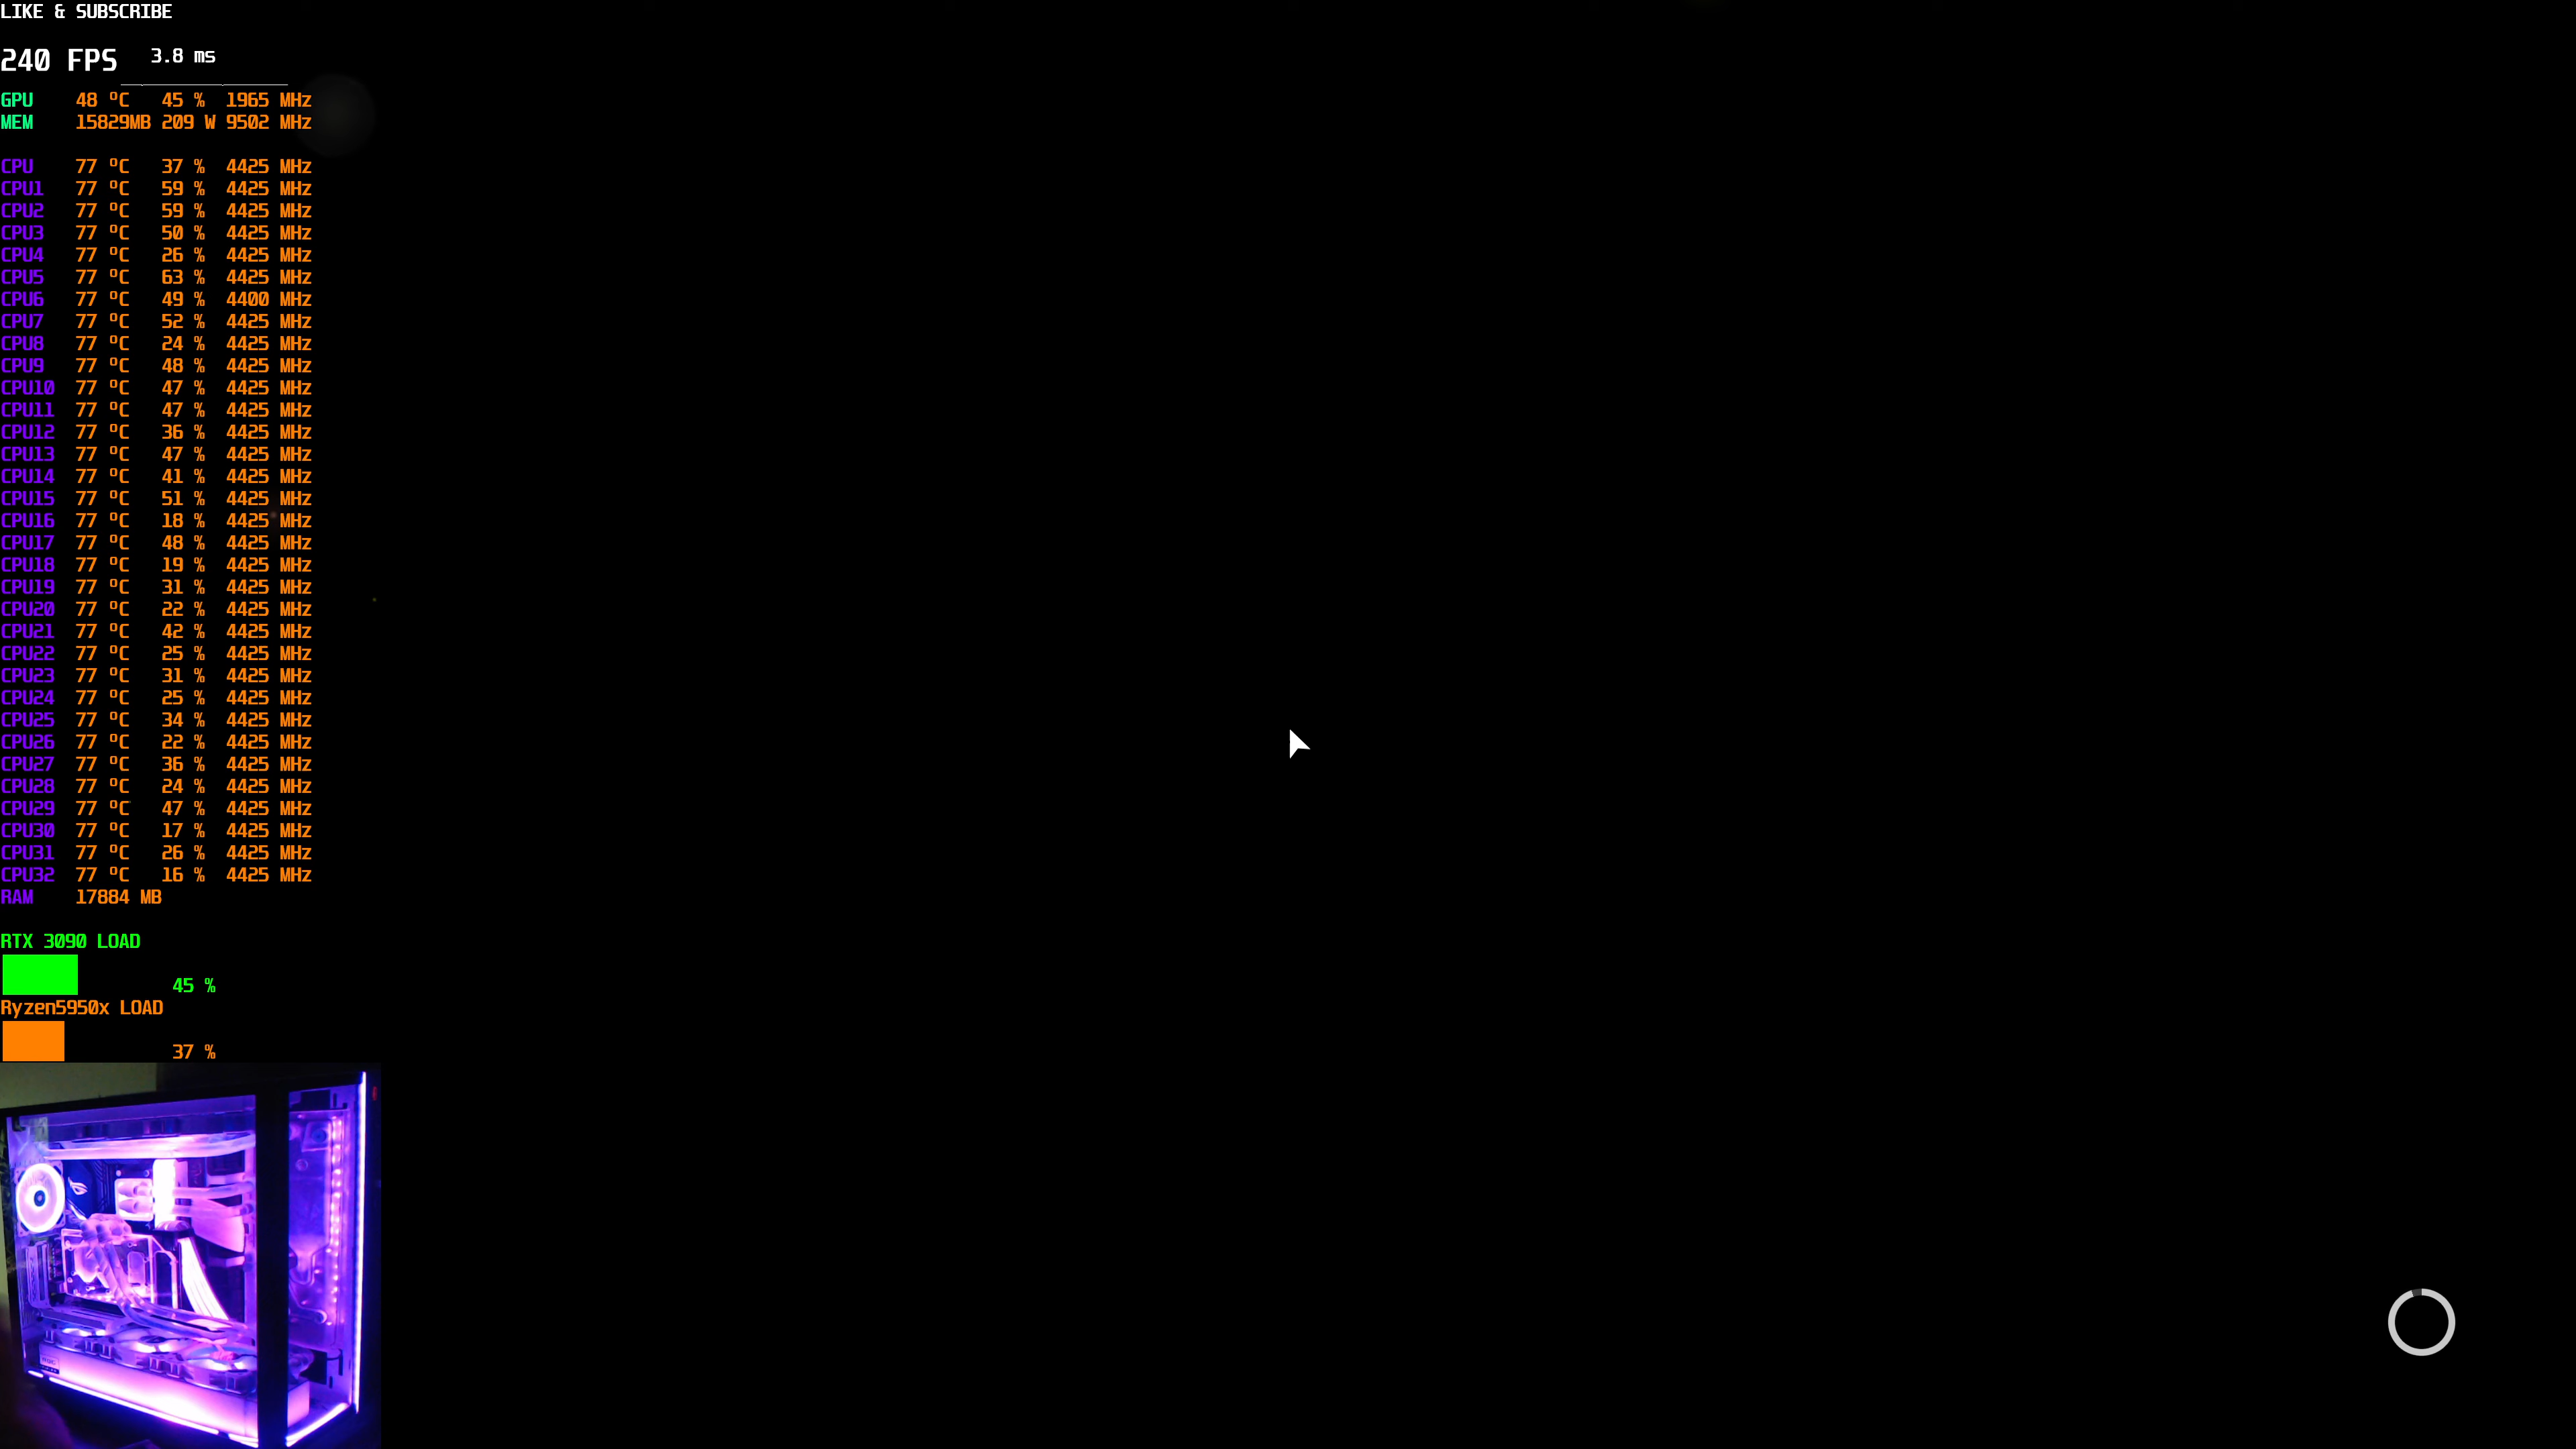 LIKE & SUBSCRIBE
240 FPS 3.8 ms
GPU 48 °C 45 % 1965 MHz
MEM 15829MB 209 W 9502 MHz
CPU 77 °C 37 % 4425 MHz
CPU1 77 °C 59 % 4425 MHz
CPU2 77 °C 59 % 4425 MHz
CPU3 77 °C 50 % 4425 MHz
CPU4 77 °C 26 % 4425 MHz
CPU5 77 °C 63 % 4425 MHz
CPU6 77 °C 49 % 4400 MHz
CPU7 77 °C 52 % 4425 MHz
CPU8 77 °C 24 % 4425 MHz
CPU9 77 °C 48 % 4425 MHz
CPU10 77 °C 47 % 4425 MHz
CPU11 77 °C 47 % 4425 MHz
CPU12 77 °C 36 % 4425 MHz
CPU13 77 °C 47 % 4425 MHz
CPU14 77 °C 41 % 4425 MHz
CPU15 77 °C 51 % 4425 MHz
CPU16 77 °C 18 % 4425 MHz
CPU17 77 °C 48 % 4425 MHz
CPU18 77 °C 19 % 4425 MHz
CPU19 77 °C 31 % 4425 MHz
CPU20 77 °C 22 % 4425 MHz
CPU21 77 °C 42 % 4425 MHz
CPU22 77 °C 25 % 4425 MHz
CPU23 77 °C 31 % 4425 MHz
CPU24 77 °C 25 % 4425 MHz
CPU25 77 °C 34 % 4425 MHz
CPU26 77 °C 22 % 4425 MHz
CPU27 77 °C 36 % 4425 MHz
CPU28 77 °C 24 % 4425 MHz
CPU29 77 °C 47 % 4425 MHz
CPU30 77 °C 17 % 4425 MHz
CPU31 77 °C 26 % 4425 MHz
CPU32 77 °C 16 % 4425 MHz
RAM 17884 MB
RTX 3090 LOAD
45 %
Ryzen5950x LOAD
37 %